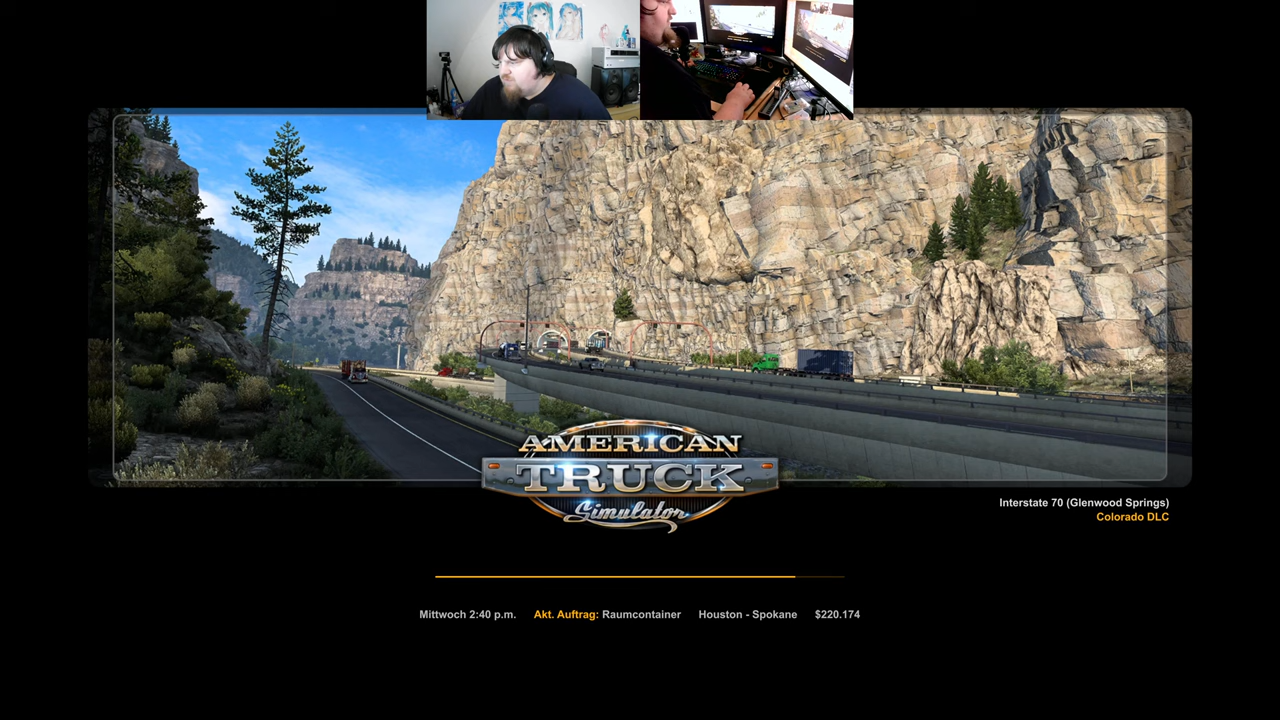 AMERICAN
TRUCK
Simulator
Interstate 70 (Glenwood Springs)
Colorado DLC
Mittwoch 2:40 p.m. Akt. Auftrag: Raumcontainer Houston - Spokane $220.174